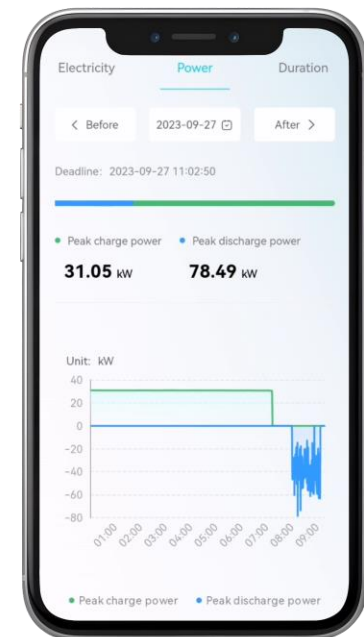 Electricity Power Duration
< Before 2023-09-27 After >
Deadline: 2023-09-27 11:02:50
Peak charge power Peak discharge power
31.05 kW 78.49 kW
Unit: kW
40
20
0
-20
-40
-60
-80
01:00 02:00 03:00 04:00 05:00 06:00 07:00 08:00 09:00
Peak charge power Peak discharge power